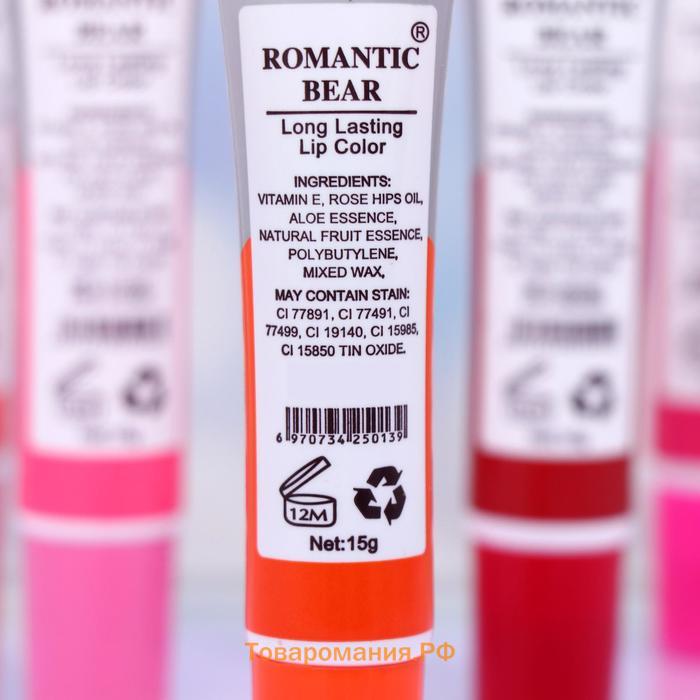 ROMANTIC®
BEAR
Long Lasting
Lip Color
INGREDIENTS:
VITAMIN E, ROSE HIPS OIL,
ALOE ESSENCE,
NATURAL FRUIT ESSENCE,
POLYBUTYLENE,
MIXED WAX,
MAY CONTAIN STAIN:
CI 77891, CI 77491, CI
77499, CI 19140, CI 15985,
CI 15850 TIN OXIDE.
6 970734 250139
12M
Net:15g
Товаромания.РФ